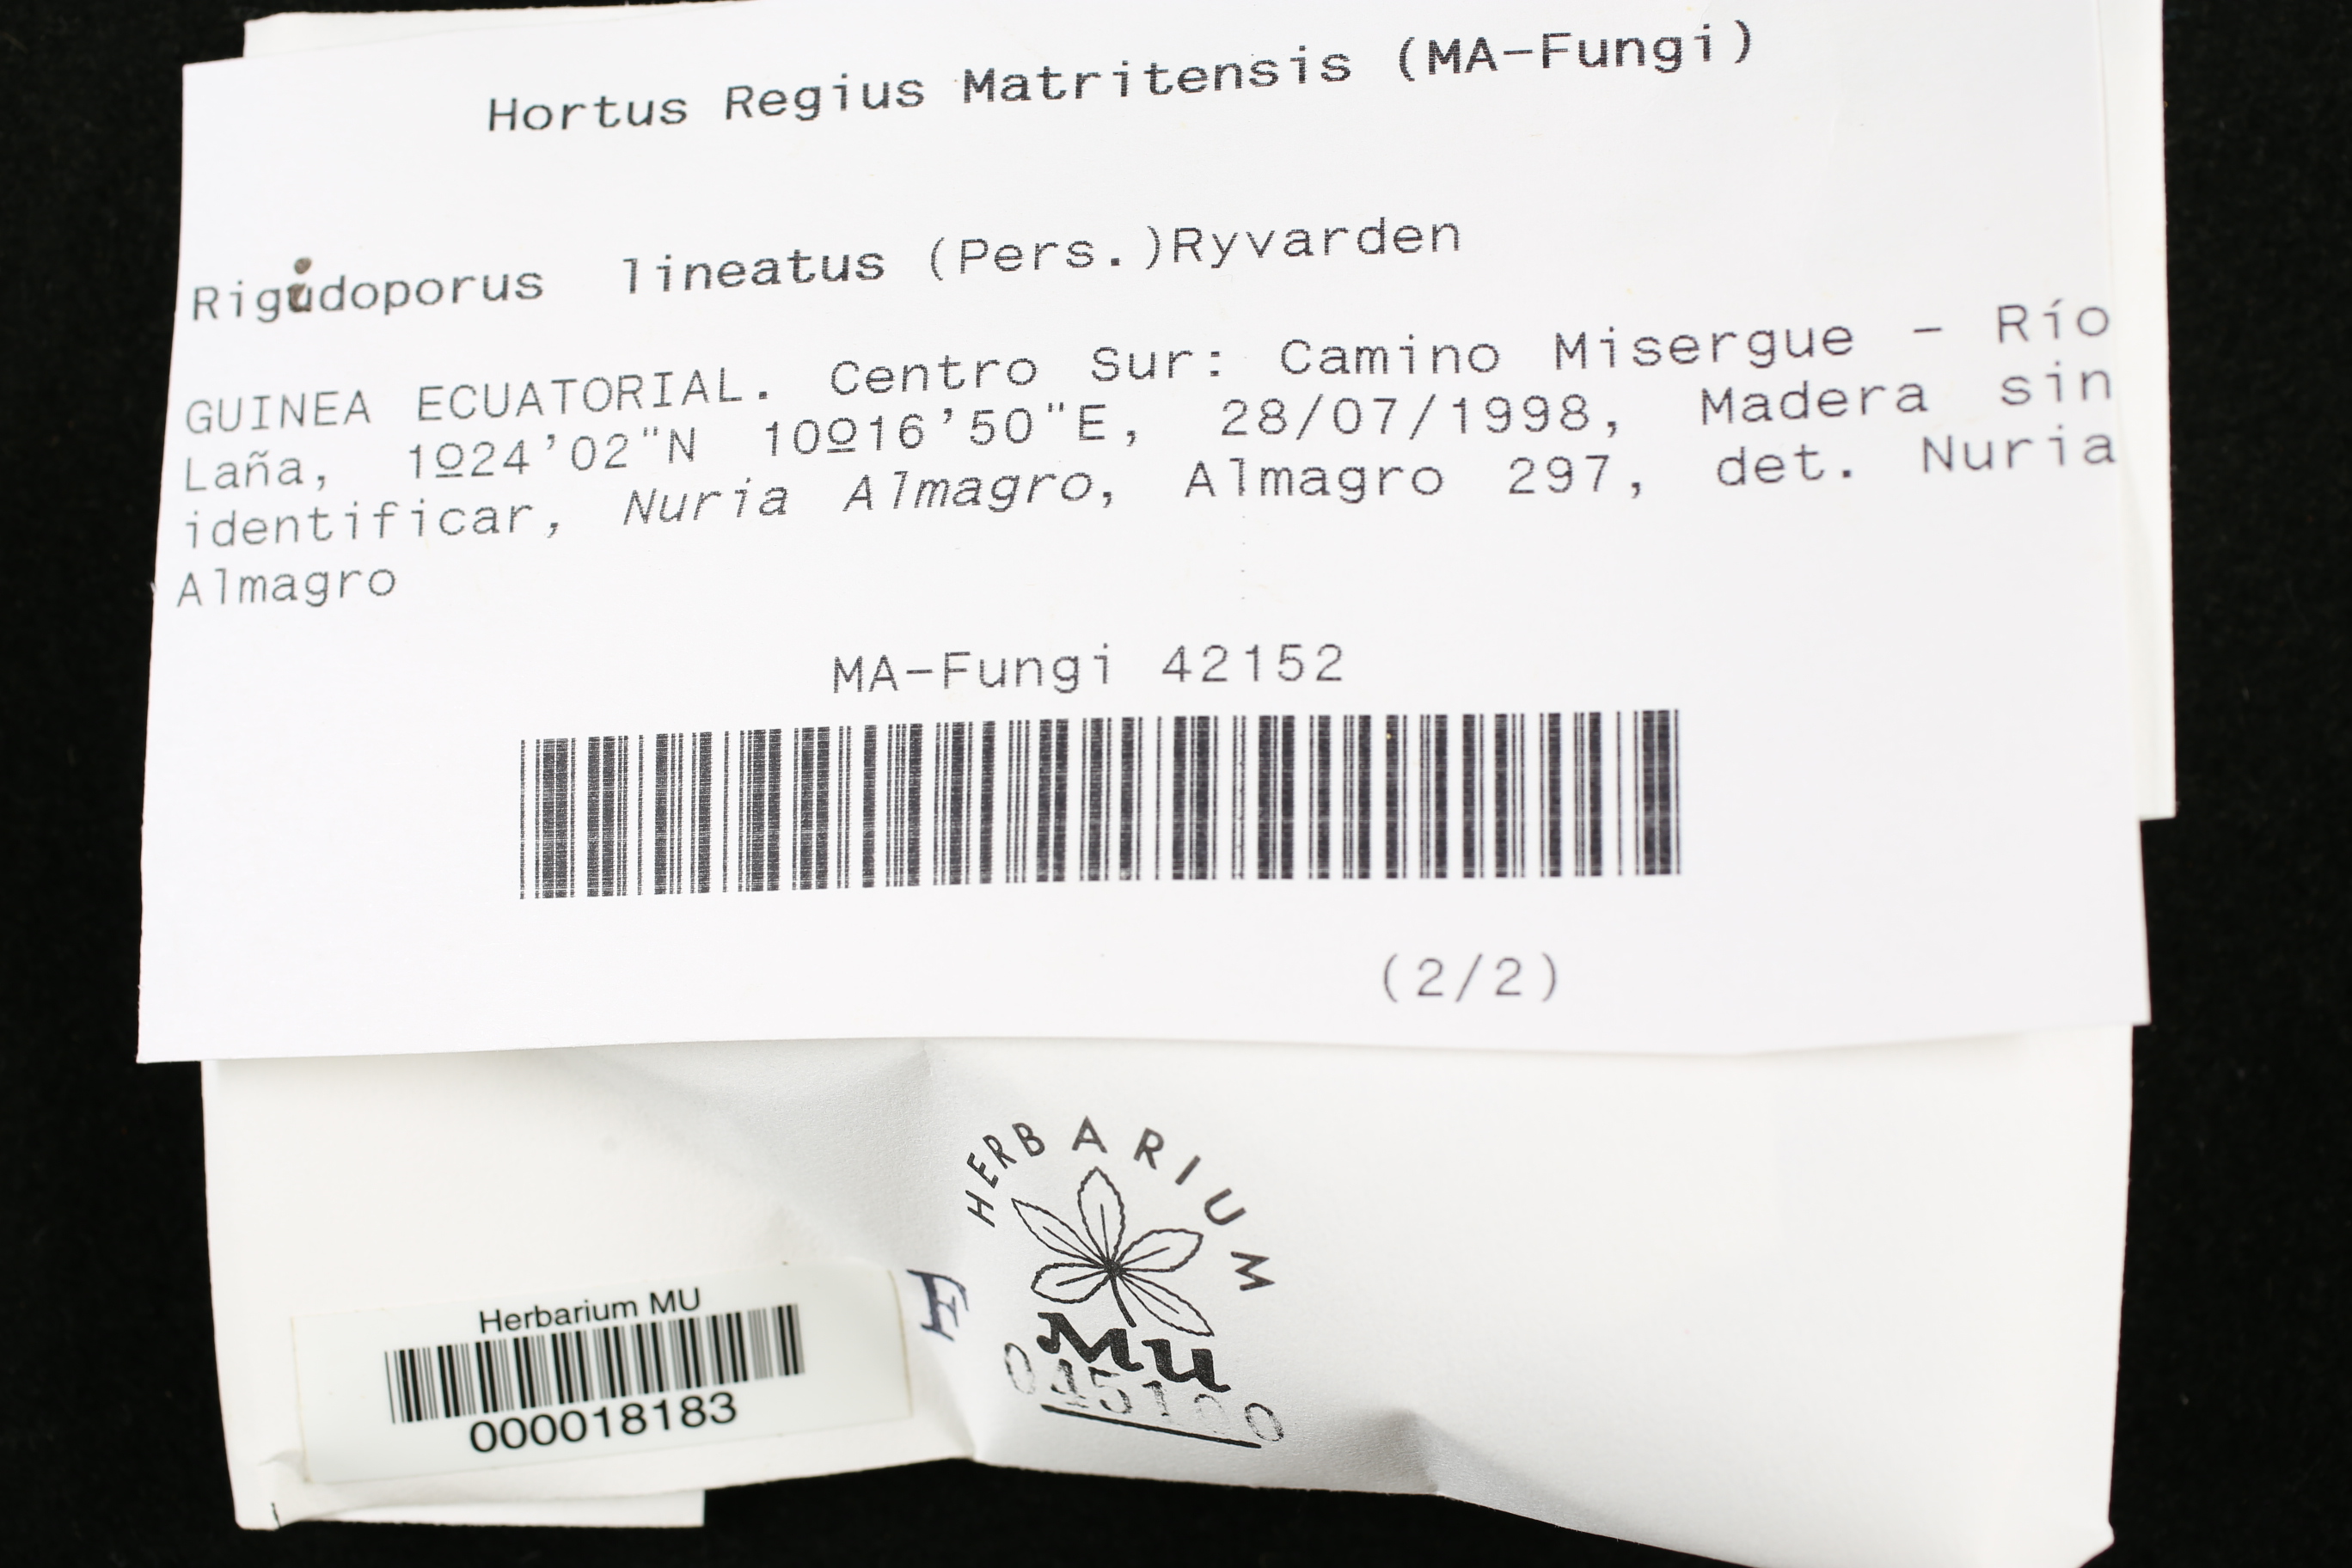 Hortus Regius Matritensis (MA-Fungi)
Rigidoporus lineatus (Pers.)Ryvarden
GUINEA ECUATORIAL. Centro Sur: Camino Misergue - Río
Laña, 1º24'02"N 10º16'50"E, 28/07/1998, Madera sin
identificar, Nuria Almagro, Almagro 297, det. Nuria
Almagro
MA-Fungi 42152
(2/2)
HERBARIUM
MU
F
Herbarium MU
000018183